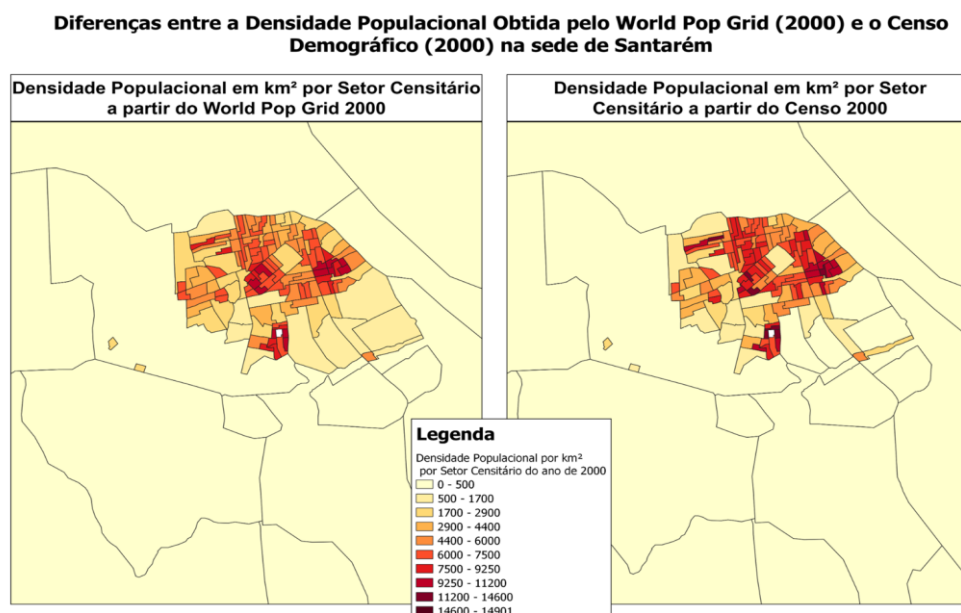 Diferenças entre a Densidade Populacional Obtida pelo World Pop Grid (2000) e o Censo
Demográfico (2000) na sede de Santarém
Densidade Populacional em km² por Setor Censitário
a partir do World Pop Grid 2000
Densidade Populacional em km² por Setor
Censitário a partir do Censo 2000
Legenda
Densidade Populacional por km²
por Setor Censitário do ano de 2000
0 - 500
500 - 1700
1700 - 2900
2900 - 4400
4400 - 6000
6000 - 7500
7500 - 9250
9250 - 11200
11200 - 14600
14600 - 14901